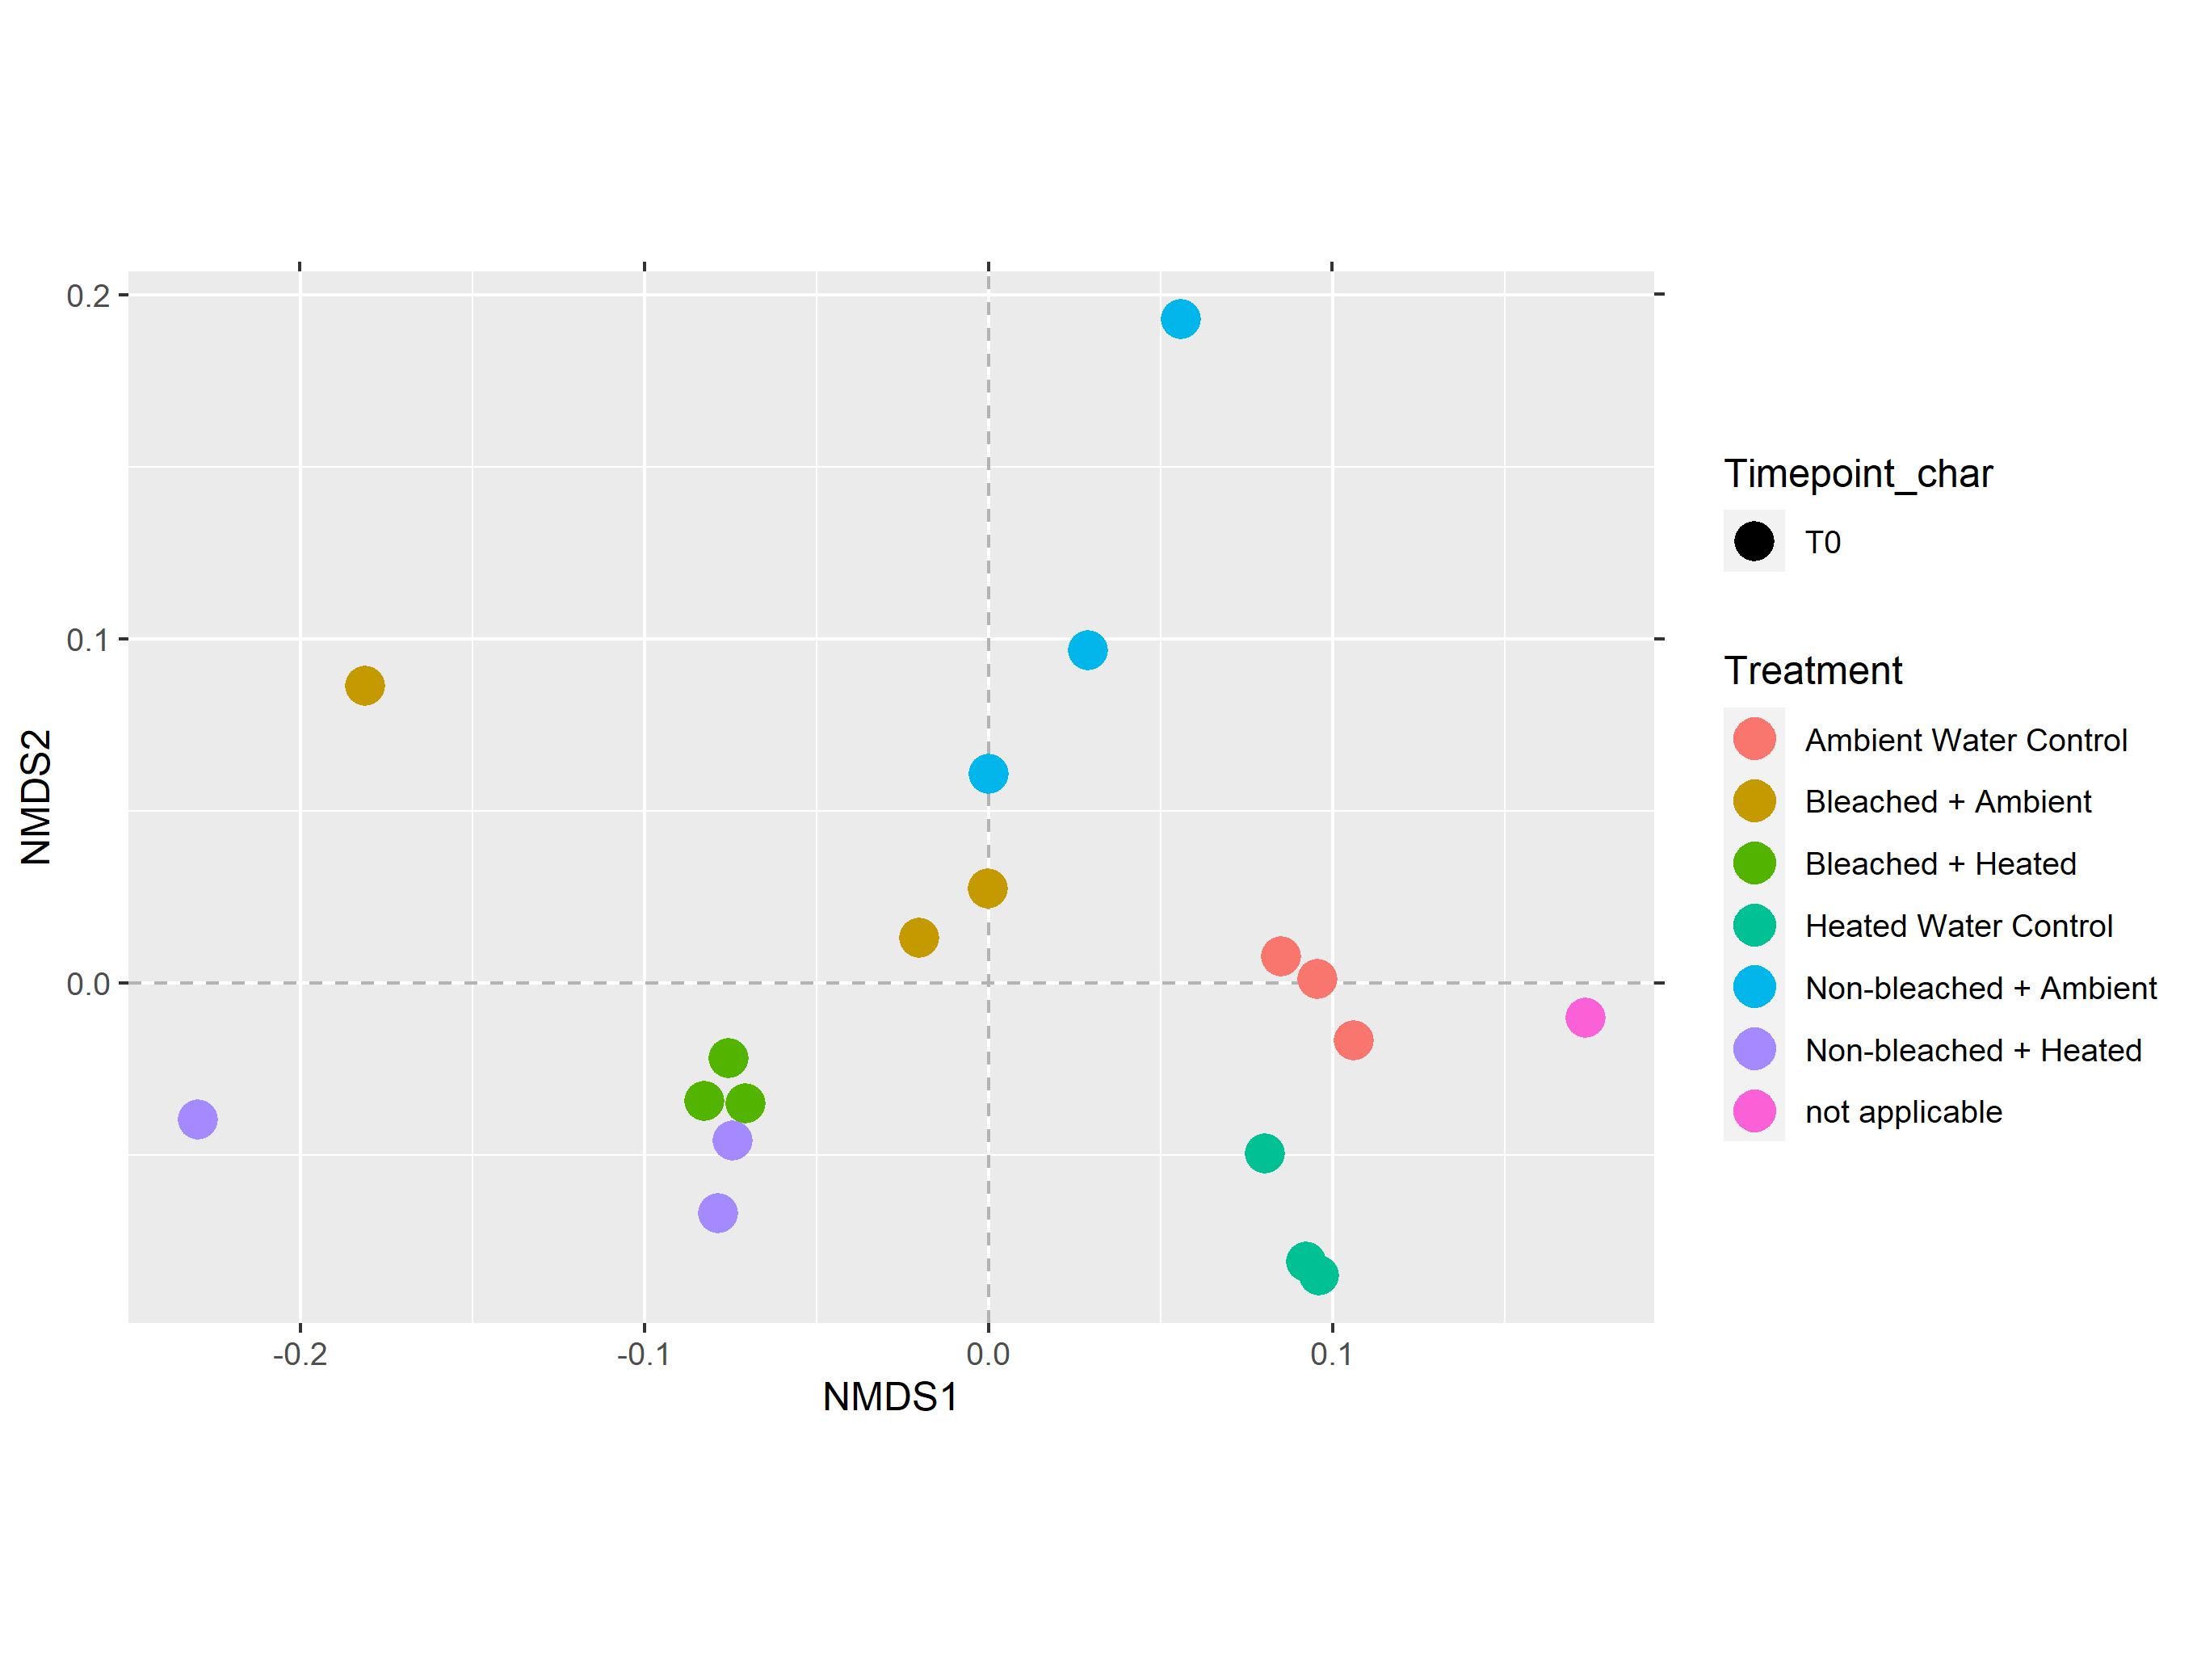 0.2
0.1
0.0
-0.2
-0.1
0.0
0.1
NMDS1
NMDS2
Timepoint_char
T0
Treatment
Ambient Water Control
Bleached + Ambient
Bleached + Heated
Heated Water Control
Non-bleached + Ambient
Non-bleached + Heated
not applicable